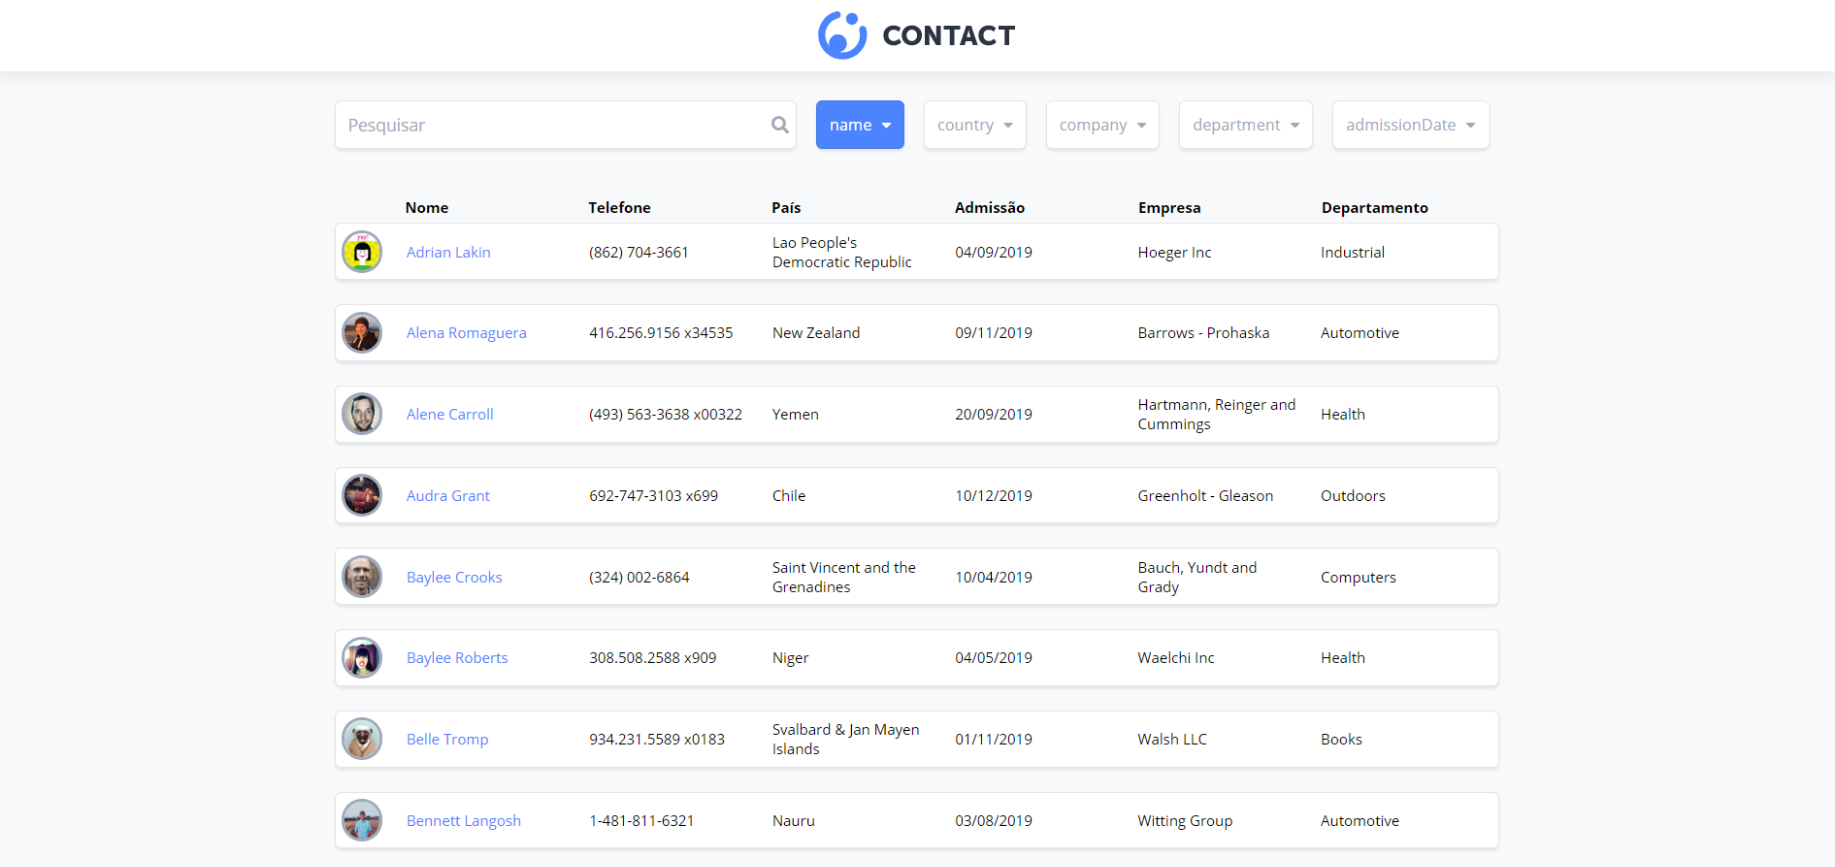 CONTACT
Pesquisar
name country company department admissionDate
Nome Telefone País Admissão Empresa Departamento
Adrian Lakin (862) 704-3661 Lao People's Democratic Republic 04/09/2019 Hoeger Inc Industrial
Alena Romaguera 416.256.9156 x34535 New Zealand 09/11/2019 Barrows - Prohaska Automotive
Alene Carroll (493) 563-3638 x00322 Yemen 20/09/2019 Hartmann, Reinger and Cummings Health
Audra Grant 692-747-3103 x699 Chile 10/12/2019 Greenholt - Gleason Outdoors
Baylee Crooks (324) 002-6864 Saint Vincent and the Grenadines 10/04/2019 Bauch, Yundt and Grady Computers
Baylee Roberts 308.508.2588 x909 Niger 04/05/2019 Waelchi Inc Health
Belle Tromp 934.231.5589 x0183 Svalbard & Jan Mayen Islands 01/11/2019 Walsh LLC Books
Bennett Langosh 1-481-811-6321 Nauru 03/08/2019 Witting Group Automotive